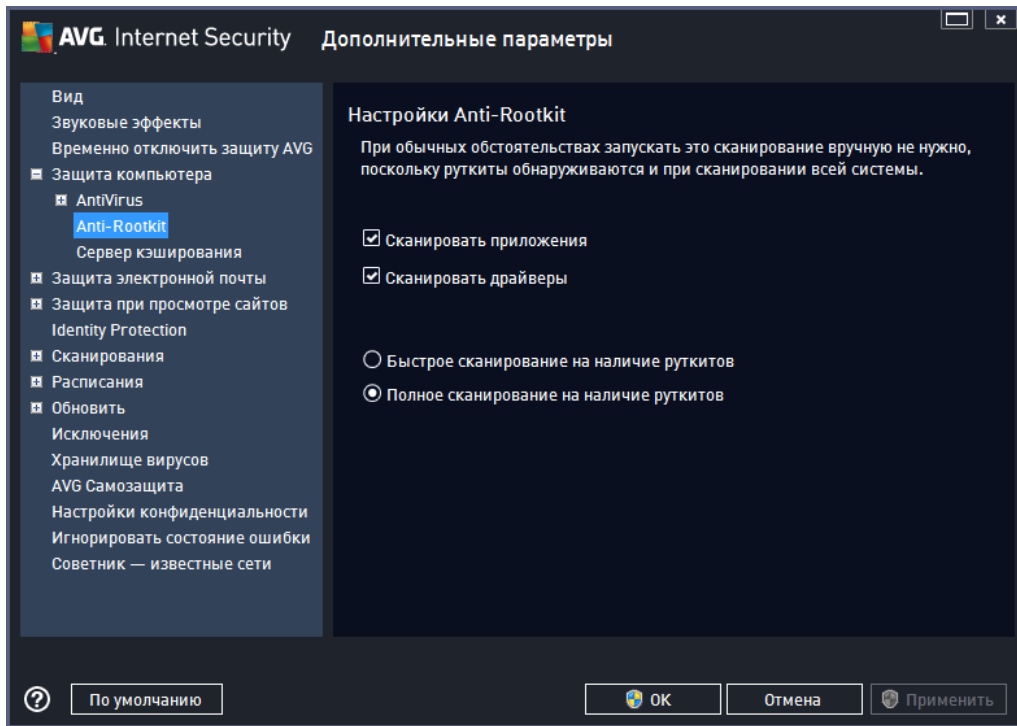 AVG. Internet Security
Дополнительные параметры
Вид
Звуковые эффекты
Временно отключить защиту AVG
Защита компьютера
AntiVirus
Anti-Rootkit
Сервер кэширования
Защита электронной почты
Защита при просмотре сайтов
Identity Protection
Сканирования
Расписания
Обновить
Исключения
Хранилище вирусов
AVG Самозащита
Настройки конфиденциальности
Игнорировать состояние ошибки
Советник — известные сети
Настройки Anti-Rootkit
При обычных обстоятельствах запускать это сканирование вручную не нужно,
поскольку руткиты обнаруживаются и при сканировании всей системы.
Сканировать приложения
Сканировать драйверы
Быстрое сканирование на наличие руткитов
Полное сканирование на наличие руткитов
?
По умолчанию
OK
Отмена
Применить